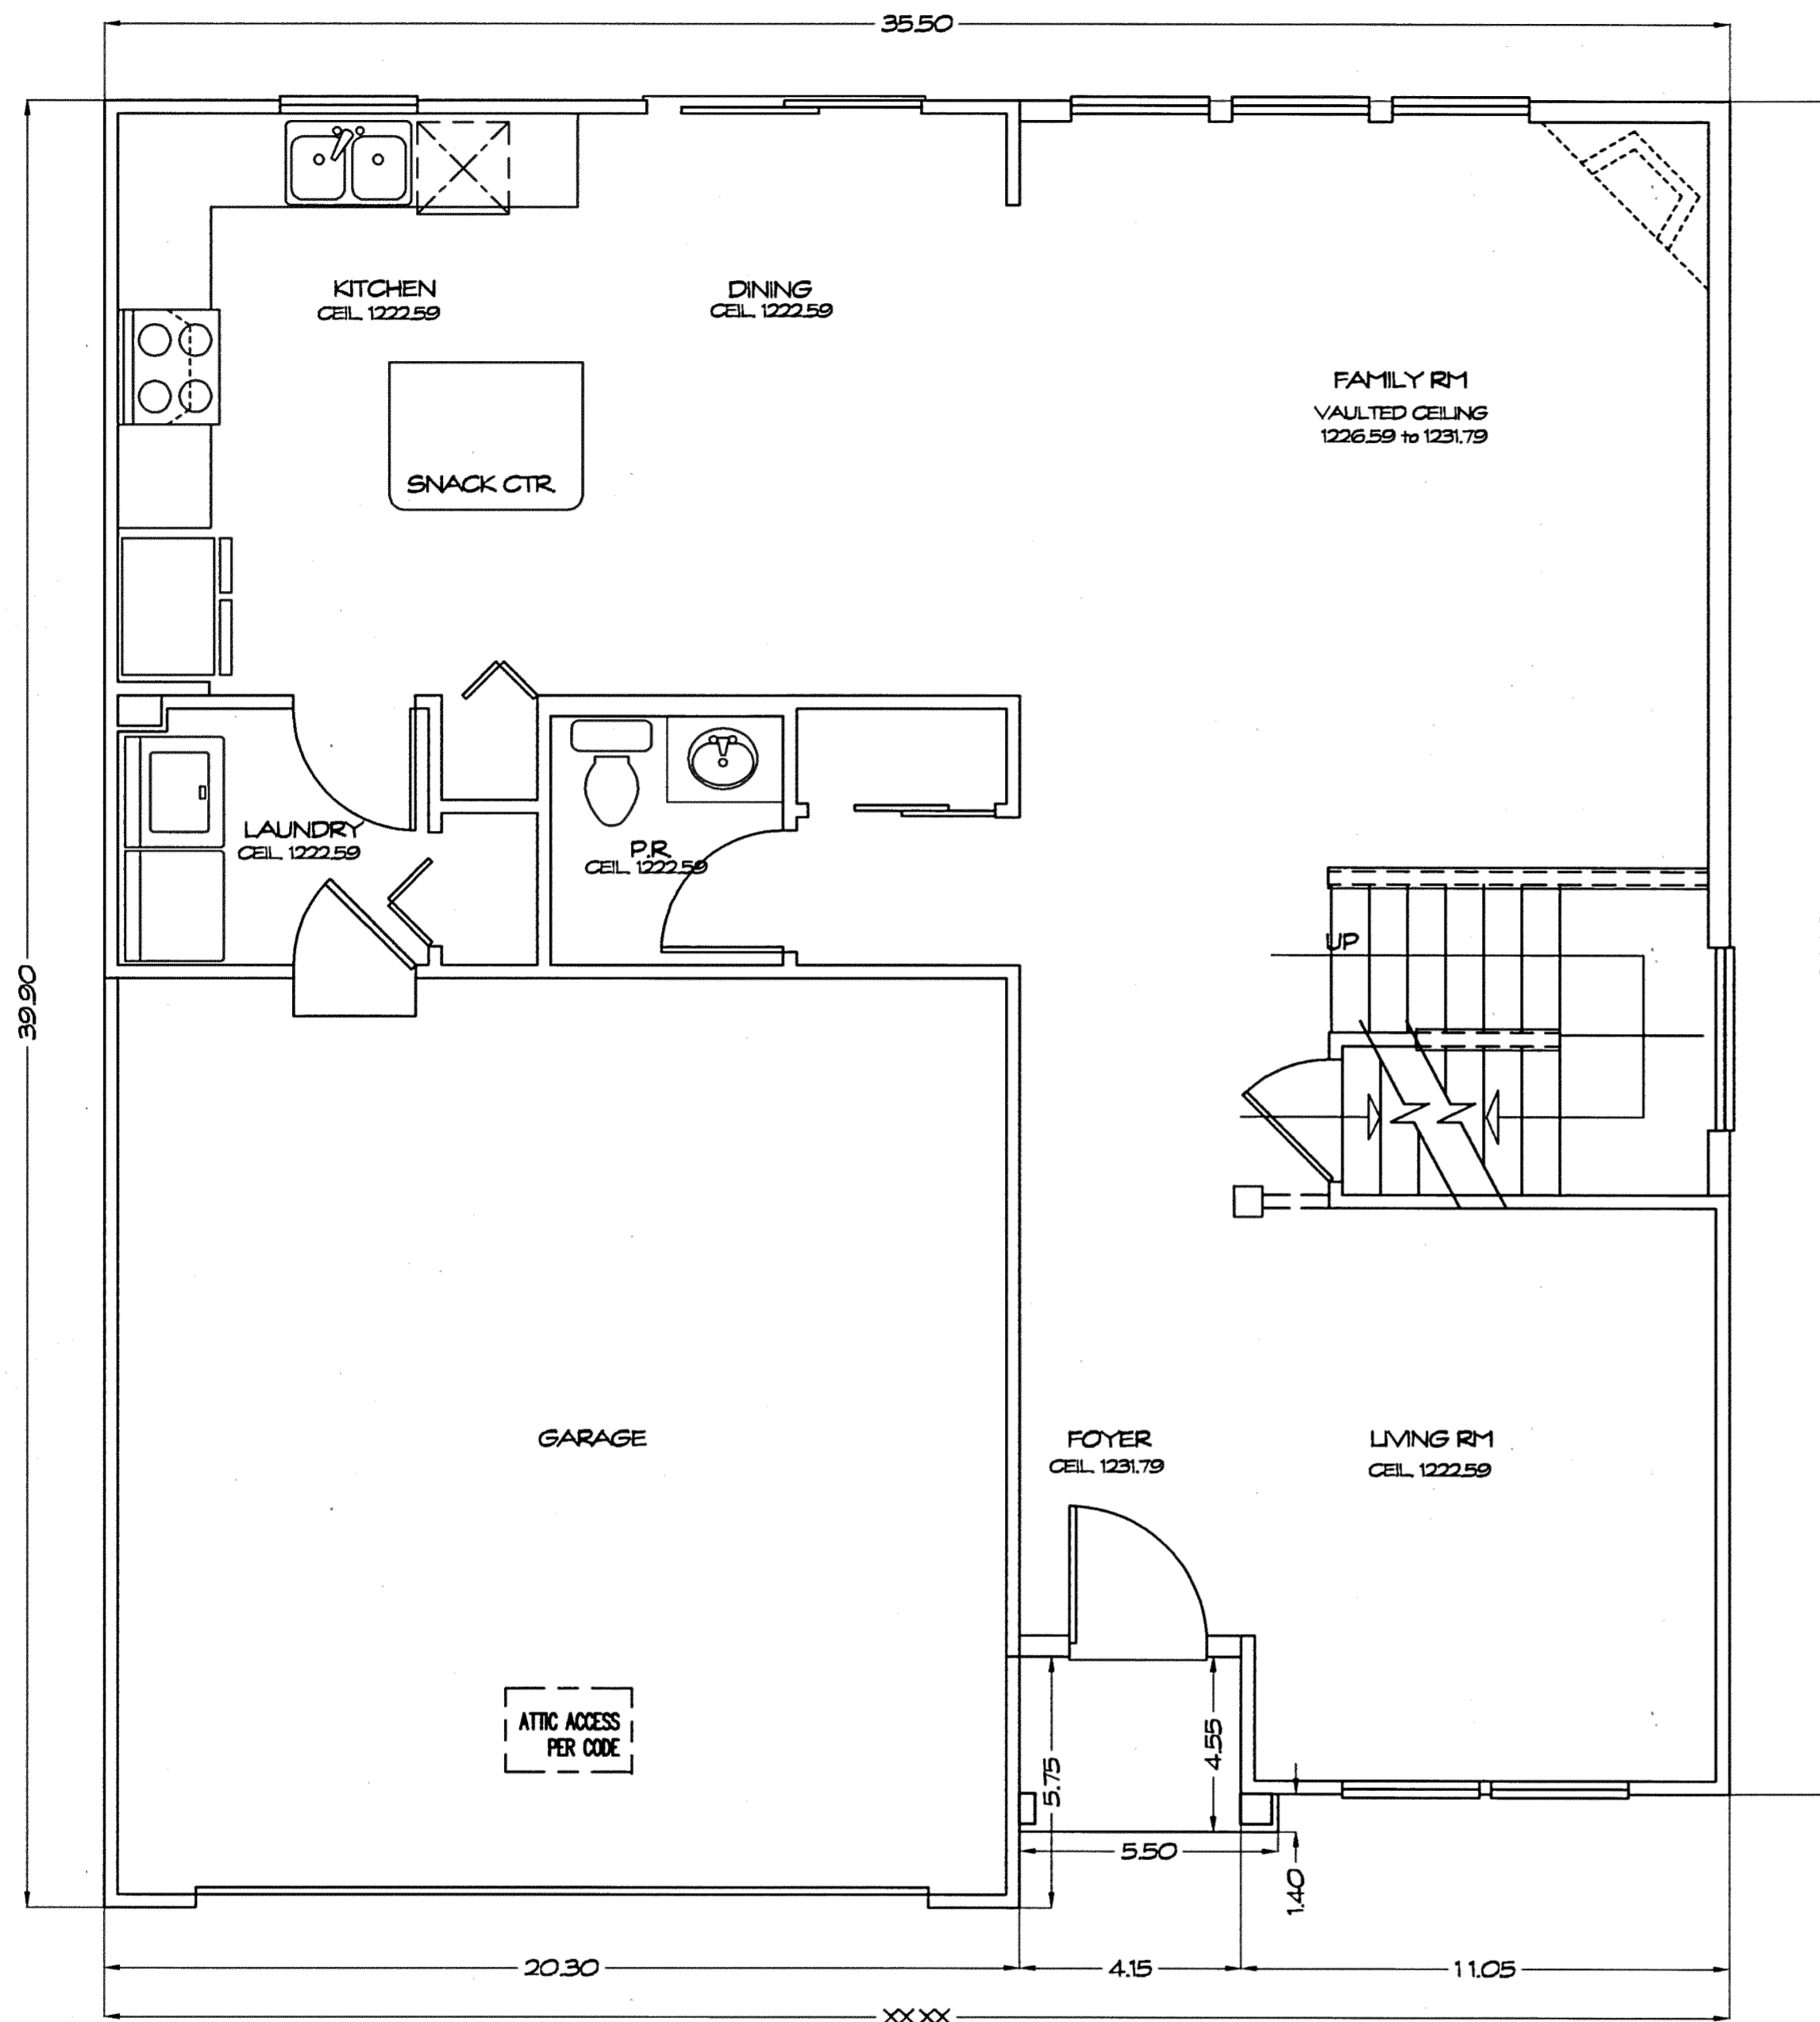 35.50
KITCHEN
CEIL. 1222.59
DINING
CEIL. 1222.59
FAMILY RM
VAULTED CEILING
1226.59 to 1231.79
SNACK CTR.
LAUNDRY
CEIL. 1222.59
P.R.
CEIL. 1222.59
UP
39.90
GARAGE
FOYER
CEIL. 1231.79
LIVING RM
CEIL. 1222.59
ATTIC ACCESS
PER CODE
5.75
4.55
5.50
1.40
20.30
4.15
11.05
XX.XX